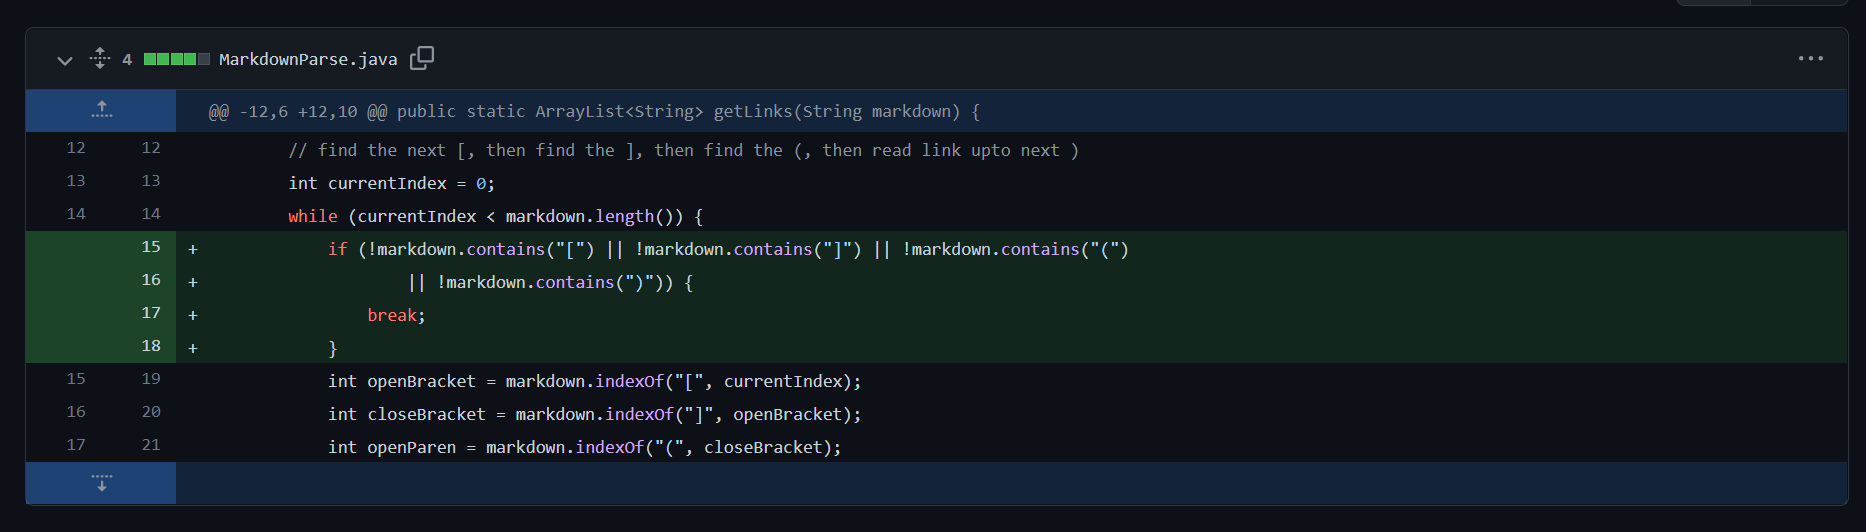 4 MarkdownParse.java
@@ -12,6 +12,10 @@ public static ArrayList<String> getLinks(String markdown) {
12 12 // find the next [, then find the ], then find the (, then read link upto next )
13 13 int currentIndex = 0;
14 14 while (currentIndex < markdown.length()) {
15 + if (!markdown.contains("[") || !markdown.contains("]") || !markdown.contains("(")
16 + || !markdown.contains(")")) {
17 + break;
18 + }
15 19 int openBracket = markdown.indexOf("[", currentIndex);
16 20 int closeBracket = markdown.indexOf("]", openBracket);
17 21 int openParen = markdown.indexOf("(", closeBracket);